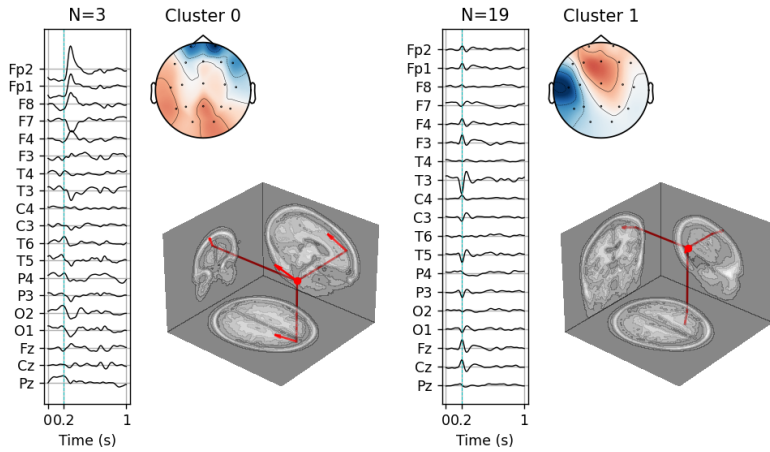 N=3
Cluster 0
Fp2
Fp1
F8
F7
F4
F3
T4
T3
C4
C3
T6
T5
P4
P3
O2
O1
Fz
Cz
Pz
0 0.2 1
Time (s)
N=19
Cluster 1
Fp2
Fp1
F8
F7
F4
F3
T4
T3
C4
C3
T6
T5
P4
P3
O2
O1
Fz
Cz
Pz
0 0.2 1
Time (s)